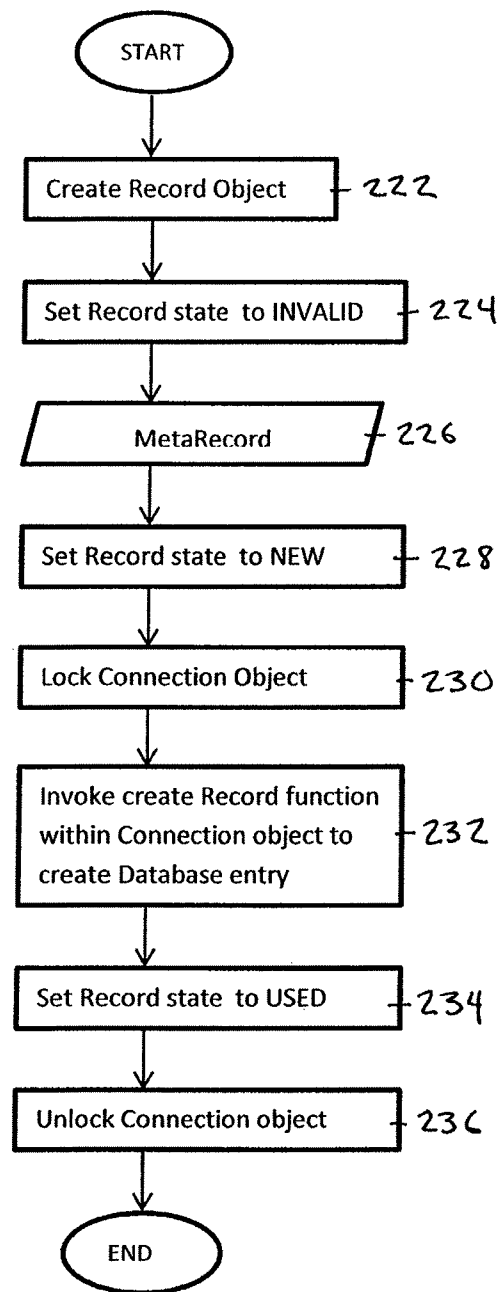 START
Create Record Object 222
Set Record state to INVALID 224
MetaRecord 226
Set Record state to NEW 228
Lock Connection Object 230
Invoke create Record function
within Connection object to 232
create Database entry
Set Record state to USED 234
Unlock Connection object 236
END